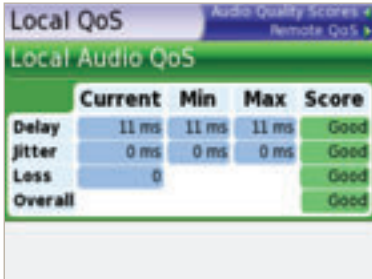 Local QoS
Audio Quality Scores
Remote QoS
Local Audio QoS
Current Min Max Score
Delay 11 ms 11 ms 11 ms Good
Jitter 0 ms 0 ms 0 ms Good
Loss 0 Good
Overall Good